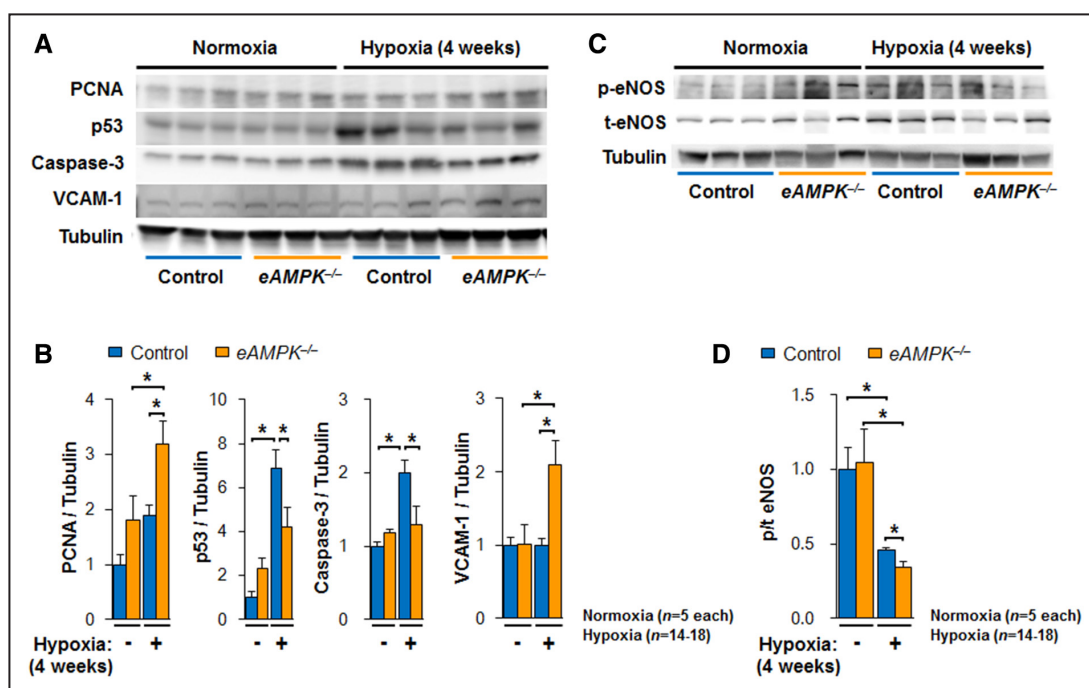 A
Normoxia
Hypoxia (4 weeks)
PCNA
p53
Caspase-3
VCAM-1
Tubulin
Control
eAMPK–/–
Control
eAMPK–/–
C
Normoxia
Hypoxia (4 weeks)
p-eNOS
t-eNOS
Tubulin
Control
eAMPK–/–
Control
eAMPK–/–
B
Control
eAMPK–/–
PCNA / Tubulin
4
3
2
1
0
*
*
p53 / Tubulin
10
8
6
4
2
0
*
*
Caspase-3 / Tubulin
3
2
1
0
*
*
VCAM-1 / Tubulin
3
2
1
0
*
*
Hypoxia: - + - + - + - +
(4 weeks)
Normoxia (n=5 each)
Hypoxia (n=14-18)
D
Control
eAMPK–/–
p/t eNOS
1.5
1.0
0.5
0
*
*
*
Hypoxia: - +
(4 weeks)
Normoxia (n=5 each)
Hypoxia (n=14-18)